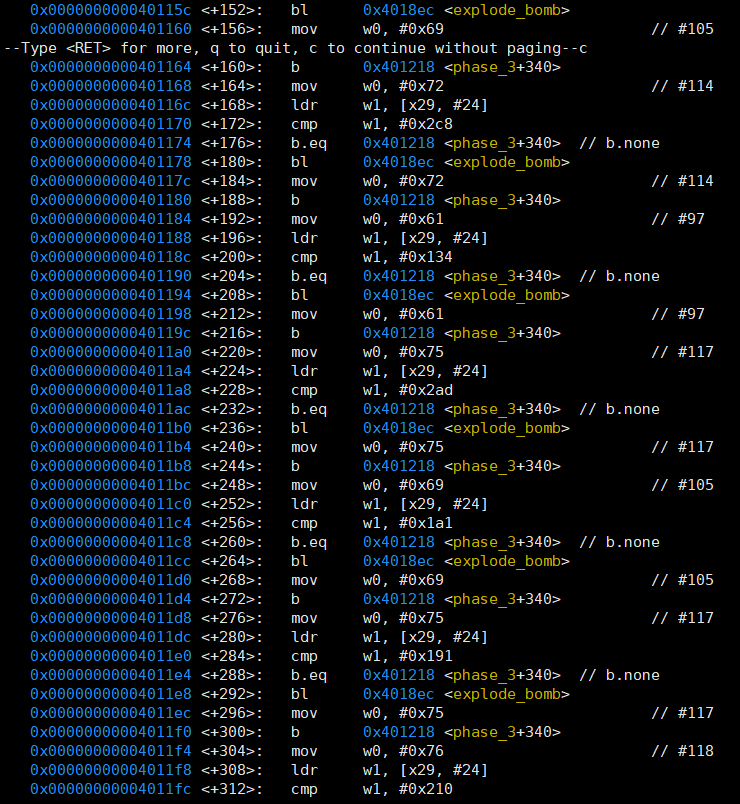 0x000000000040115c <+152>: bl 0x4018ec <explode_bomb>
0x0000000000401160 <+156>: mov w0, #0x69 // #105
--Type <RET> for more, q to quit, c to continue without paging--c
0x0000000000401164 <+160>: b 0x401218 <phase_3+340>
0x0000000000401168 <+164>: mov w0, #0x72 // #114
0x000000000040116c <+168>: ldr w1, [x29, #24]
0x0000000000401170 <+172>: cmp w1, #0x2c8
0x0000000000401174 <+176>: b.eq 0x401218 <phase_3+340> // b.none
0x0000000000401178 <+180>: bl 0x4018ec <explode_bomb>
0x000000000040117c <+184>: mov w0, #0x72 // #114
0x0000000000401180 <+188>: b 0x401218 <phase_3+340>
0x0000000000401184 <+192>: mov w0, #0x61 // #97
0x0000000000401188 <+196>: ldr w1, [x29, #24]
0x000000000040118c <+200>: cmp w1, #0x134
0x0000000000401190 <+204>: b.eq 0x401218 <phase_3+340> // b.none
0x0000000000401194 <+208>: bl 0x4018ec <explode_bomb>
0x0000000000401198 <+212>: mov w0, #0x61 // #97
0x000000000040119c <+216>: b 0x401218 <phase_3+340>
0x00000000004011a0 <+220>: mov w0, #0x75 // #117
0x00000000004011a4 <+224>: ldr w1, [x29, #24]
0x00000000004011a8 <+228>: cmp w1, #0x2ad
0x00000000004011ac <+232>: b.eq 0x401218 <phase_3+340> // b.none
0x00000000004011b0 <+236>: bl 0x4018ec <explode_bomb>
0x00000000004011b4 <+240>: mov w0, #0x75 // #117
0x00000000004011b8 <+244>: b 0x401218 <phase_3+340>
0x00000000004011bc <+248>: mov w0, #0x69 // #105
0x00000000004011c0 <+252>: ldr w1, [x29, #24]
0x00000000004011c4 <+256>: cmp w1, #0x1a1
0x00000000004011c8 <+260>: b.eq 0x401218 <phase_3+340> // b.none
0x00000000004011cc <+264>: bl 0x4018ec <explode_bomb>
0x00000000004011d0 <+268>: mov w0, #0x69 // #105
0x00000000004011d4 <+272>: b 0x401218 <phase_3+340>
0x00000000004011d8 <+276>: mov w0, #0x75 // #117
0x00000000004011dc <+280>: ldr w1, [x29, #24]
0x00000000004011e0 <+284>: cmp w1, #0x191
0x00000000004011e4 <+288>: b.eq 0x401218 <phase_3+340> // b.none
0x00000000004011e8 <+292>: bl 0x4018ec <explode_bomb>
0x00000000004011ec <+296>: mov w0, #0x75 // #117
0x00000000004011f0 <+300>: b 0x401218 <phase_3+340>
0x00000000004011f4 <+304>: mov w0, #0x76 // #118
0x00000000004011f8 <+308>: ldr w1, [x29, #24]
0x00000000004011fc <+312>: cmp w1, #0x210